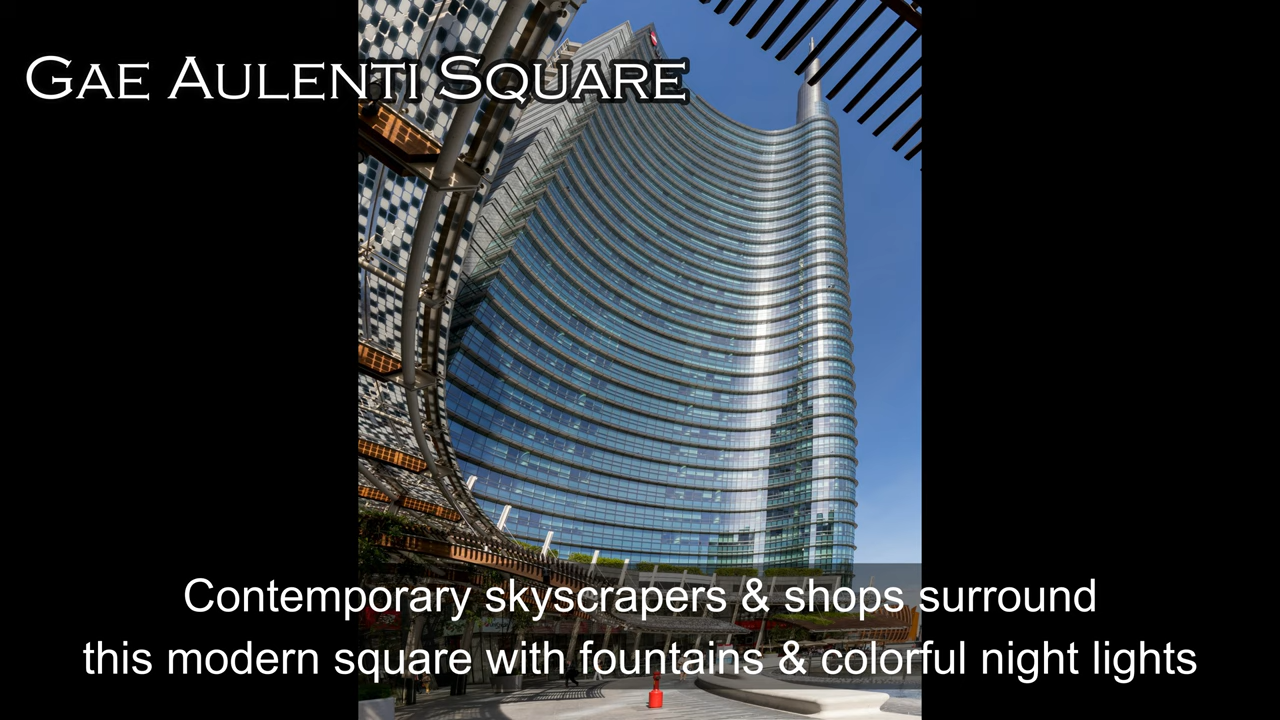 Gae Aulenti Square
Contemporary skyscrapers & shops surround
this modern square with fountains & colorful night lights